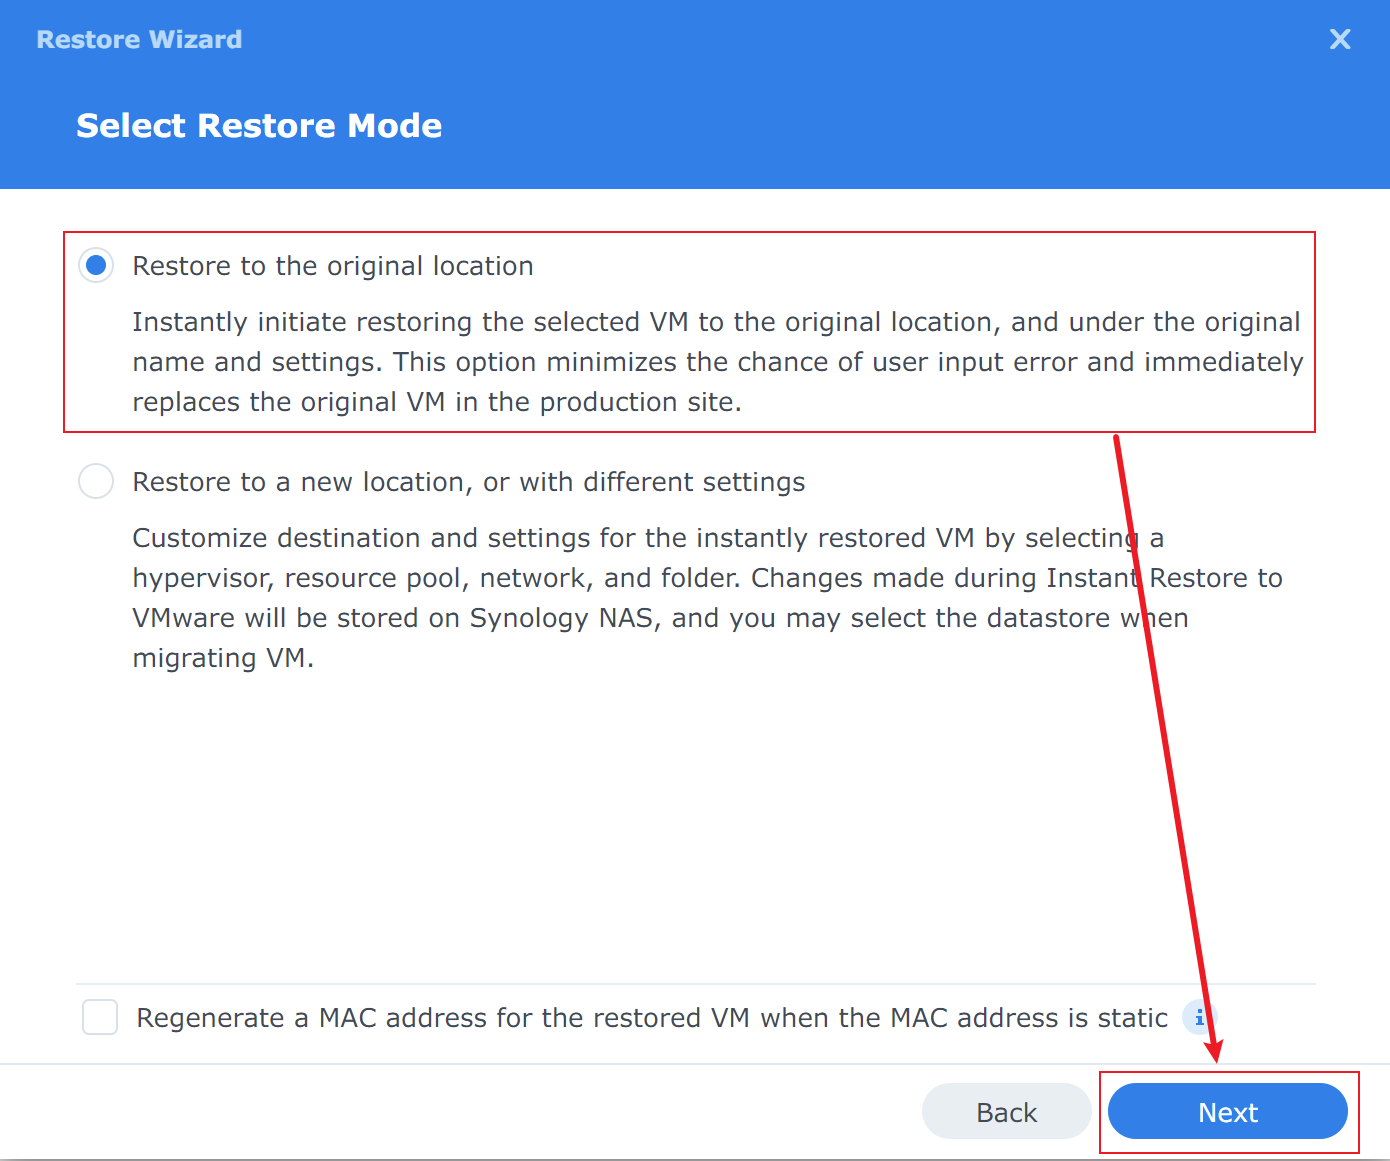 Restore Wizard
Select Restore Mode
Restore to the original location
Instantly initiate restoring the selected VM to the original location, and under the original
name and settings. This option minimizes the chance of user input error and immediately
replaces the original VM in the production site.
Restore to a new location, or with different settings
Customize destination and settings for the instantly restored VM by selecting a
hypervisor, resource pool, network, and folder. Changes made during Instant Restore to
VMware will be stored on Synology NAS, and you may select the datastore when
migrating VM.
Regenerate a MAC address for the restored VM when the MAC address is static i
Back
Next